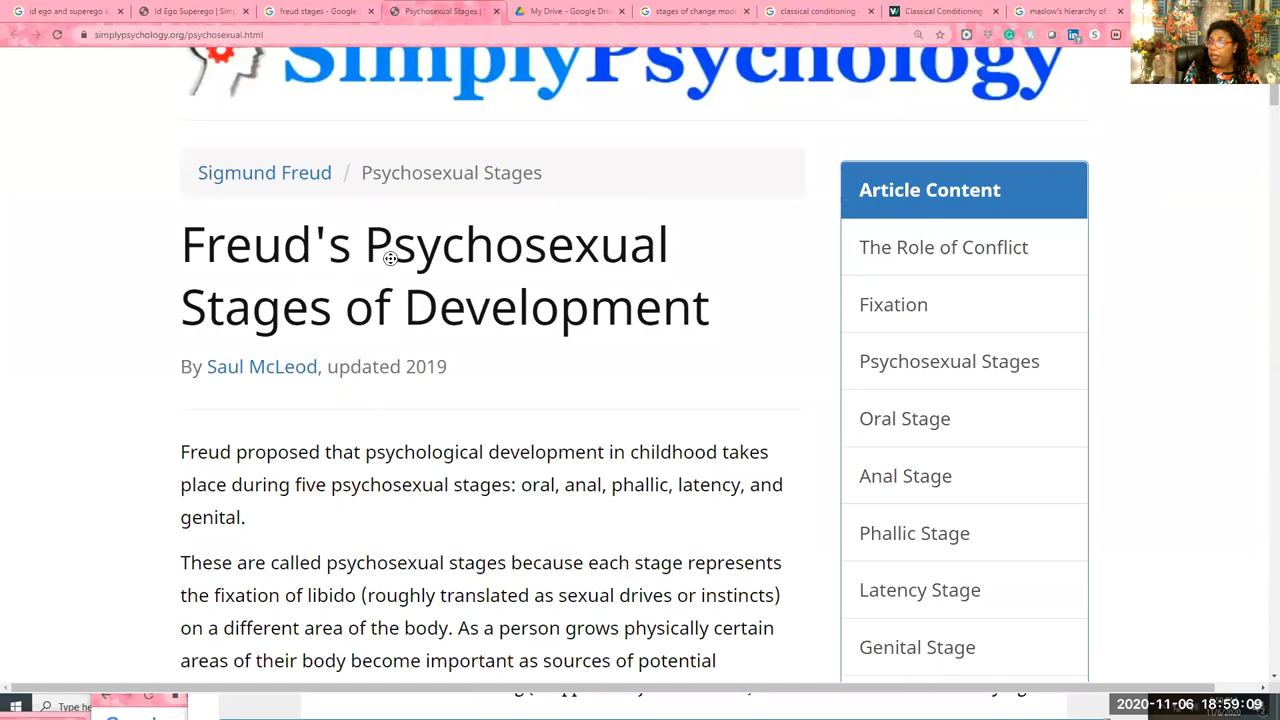 id ego and superego i
Id Ego Superego | Sim
freud stages - Google
Psychosexual Stages |
My Drive - Google Dri
stages of change mode
classical conditioning
Classical Conditioning
maslow's hierarchy of
simplypsychology.org/psychosexual.html
SimplyPsychology
Sigmund Freud / Psychosexual Stages
Freud's Psychosexual
Stages of Development
By Saul McLeod, updated 2019
Freud proposed that psychological development in childhood takes
place during five psychosexual stages: oral, anal, phallic, latency, and
genital.
These are called psychosexual stages because each stage represents
the fixation of libido (roughly translated as sexual drives or instincts)
on a different area of the body. As a person grows physically certain
areas of their body become important as sources of potential
Article Content
The Role of Conflict
Fixation
Psychosexual Stages
Oral Stage
Anal Stage
Phallic Stage
Latency Stage
Genital Stage
Type he
2020-11-06 18:59:09